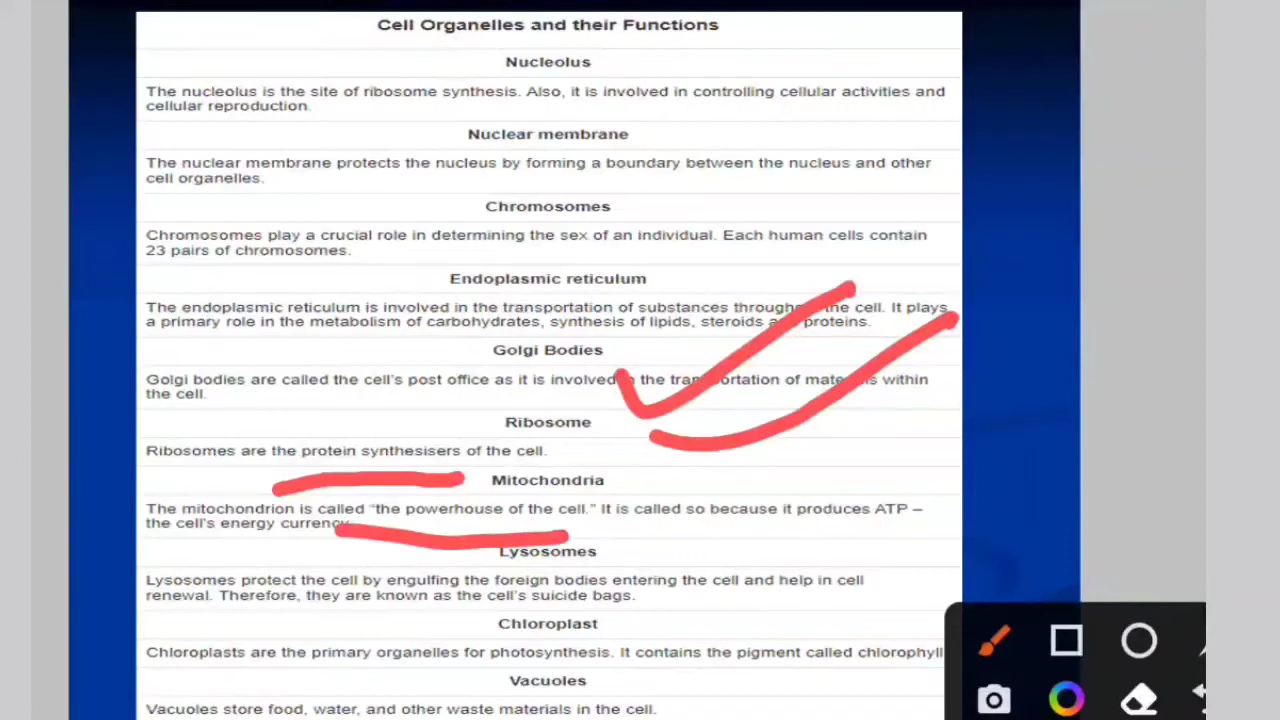 Cell Organelles and their Functions
Nucleolus
The nucleolus is the site of ribosome synthesis. Also, it is involved in controlling cellular activities and
cellular reproduction.
Nuclear membrane
The nuclear membrane protects the nucleus by forming a boundary between the nucleus and other
cell organelles.
Chromosomes
Chromosomes play a crucial role in determining the sex of an individual. Each human cells contain
23 pairs of chromosomes.
Endoplasmic reticulum
The endoplasmic reticulum is involved in the transportation of substances throughout the cell. It plays
a primary role in the metabolism of carbohydrates, synthesis of lipids, steroids and proteins.
Golgi Bodies
Golgi bodies are called the cell's post office as it is involved in the transportation of materials within
the cell.
Ribosome
Ribosomes are the protein synthesisers of the cell.
Mitochondria
The mitochondrion is called "the powerhouse of the cell." It is called so because it produces ATP –
the cell's energy currency.
Lysosomes
Lysosomes protect the cell by engulfing the foreign bodies entering the cell and help in cell
renewal. Therefore, they are known as the cell's suicide bags.
Chloroplast
Chloroplasts are the primary organelles for photosynthesis. It contains the pigment called chlorophyll
Vacuoles
Vacuoles store food, water, and other waste materials in the cell.